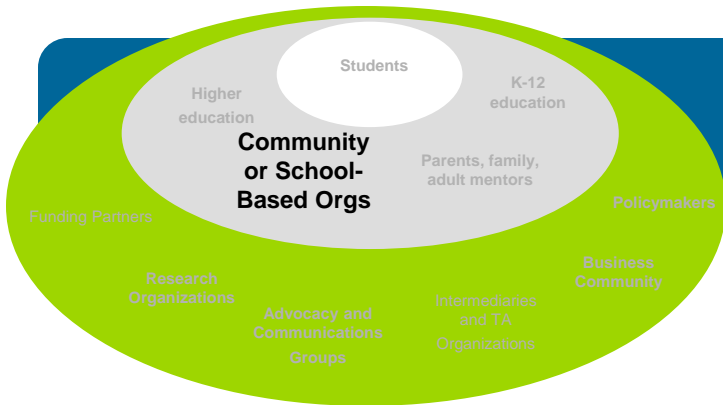 Students
Higher
education
K-12
education
Community
or School-
Based Orgs
Parents, family,
adult mentors
Funding Partners
Policymakers
Research
Organizations
Business
Community
Advocacy and
Communications
Groups
Intermediaries
and TA
Organizations